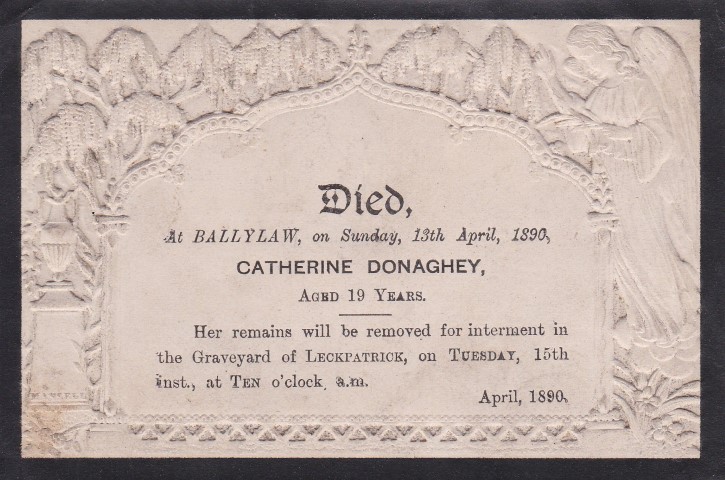 Died,
At BALLYLAW, on Sunday, 13th April, 1890,
CATHERINE DONAGHEY,
AGED 19 YEARS.
Her remains will be removed for interment in
the Graveyard of LECKPATRICK, on TUESDAY, 15th
inst., at TEN o'clock, a.m.
April, 1890,
MANSELL